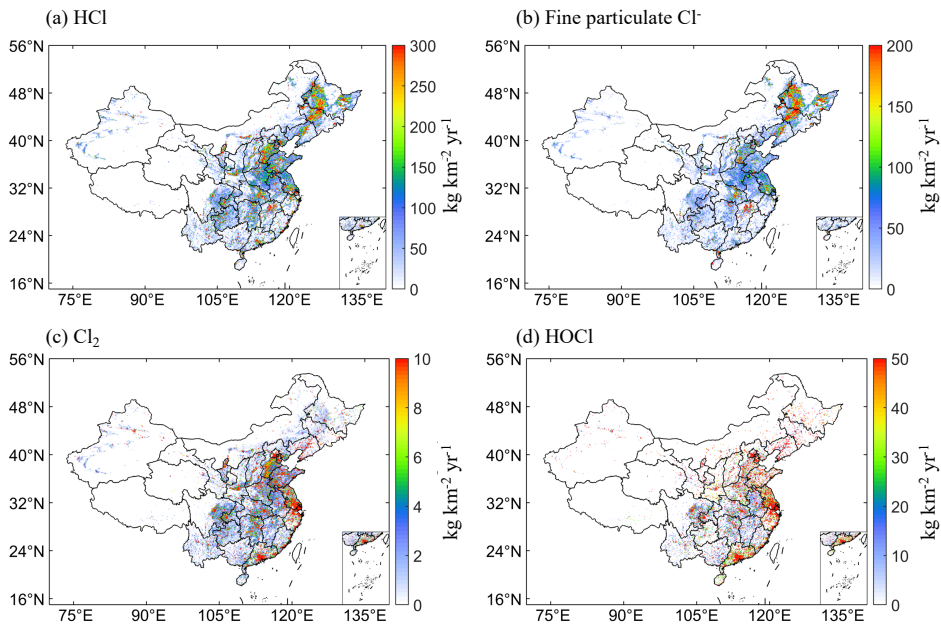 (a) HCl
(b) Fine particulate Cl⁻
56°N
48°N
40°N
32°N
24°N
16°N
75°E 90°E 105°E 120°E 135°E
300
250
200
150
100
50
0
kg km⁻² yr⁻¹
56°N
48°N
40°N
32°N
24°N
16°N
75°E 90°E 105°E 120°E 135°E
200
150
100
50
0
kg km⁻² yr⁻¹
(c) Cl₂
(d) HOCl
56°N
48°N
40°N
32°N
24°N
16°N
75°E 90°E 105°E 120°E 135°E
10
8
6
4
2
0
kg km⁻² yr⁻¹
56°N
48°N
40°N
32°N
24°N
16°N
75°E 90°E 105°E 120°E 135°E
50
40
30
20
10
0
kg km⁻² yr⁻¹